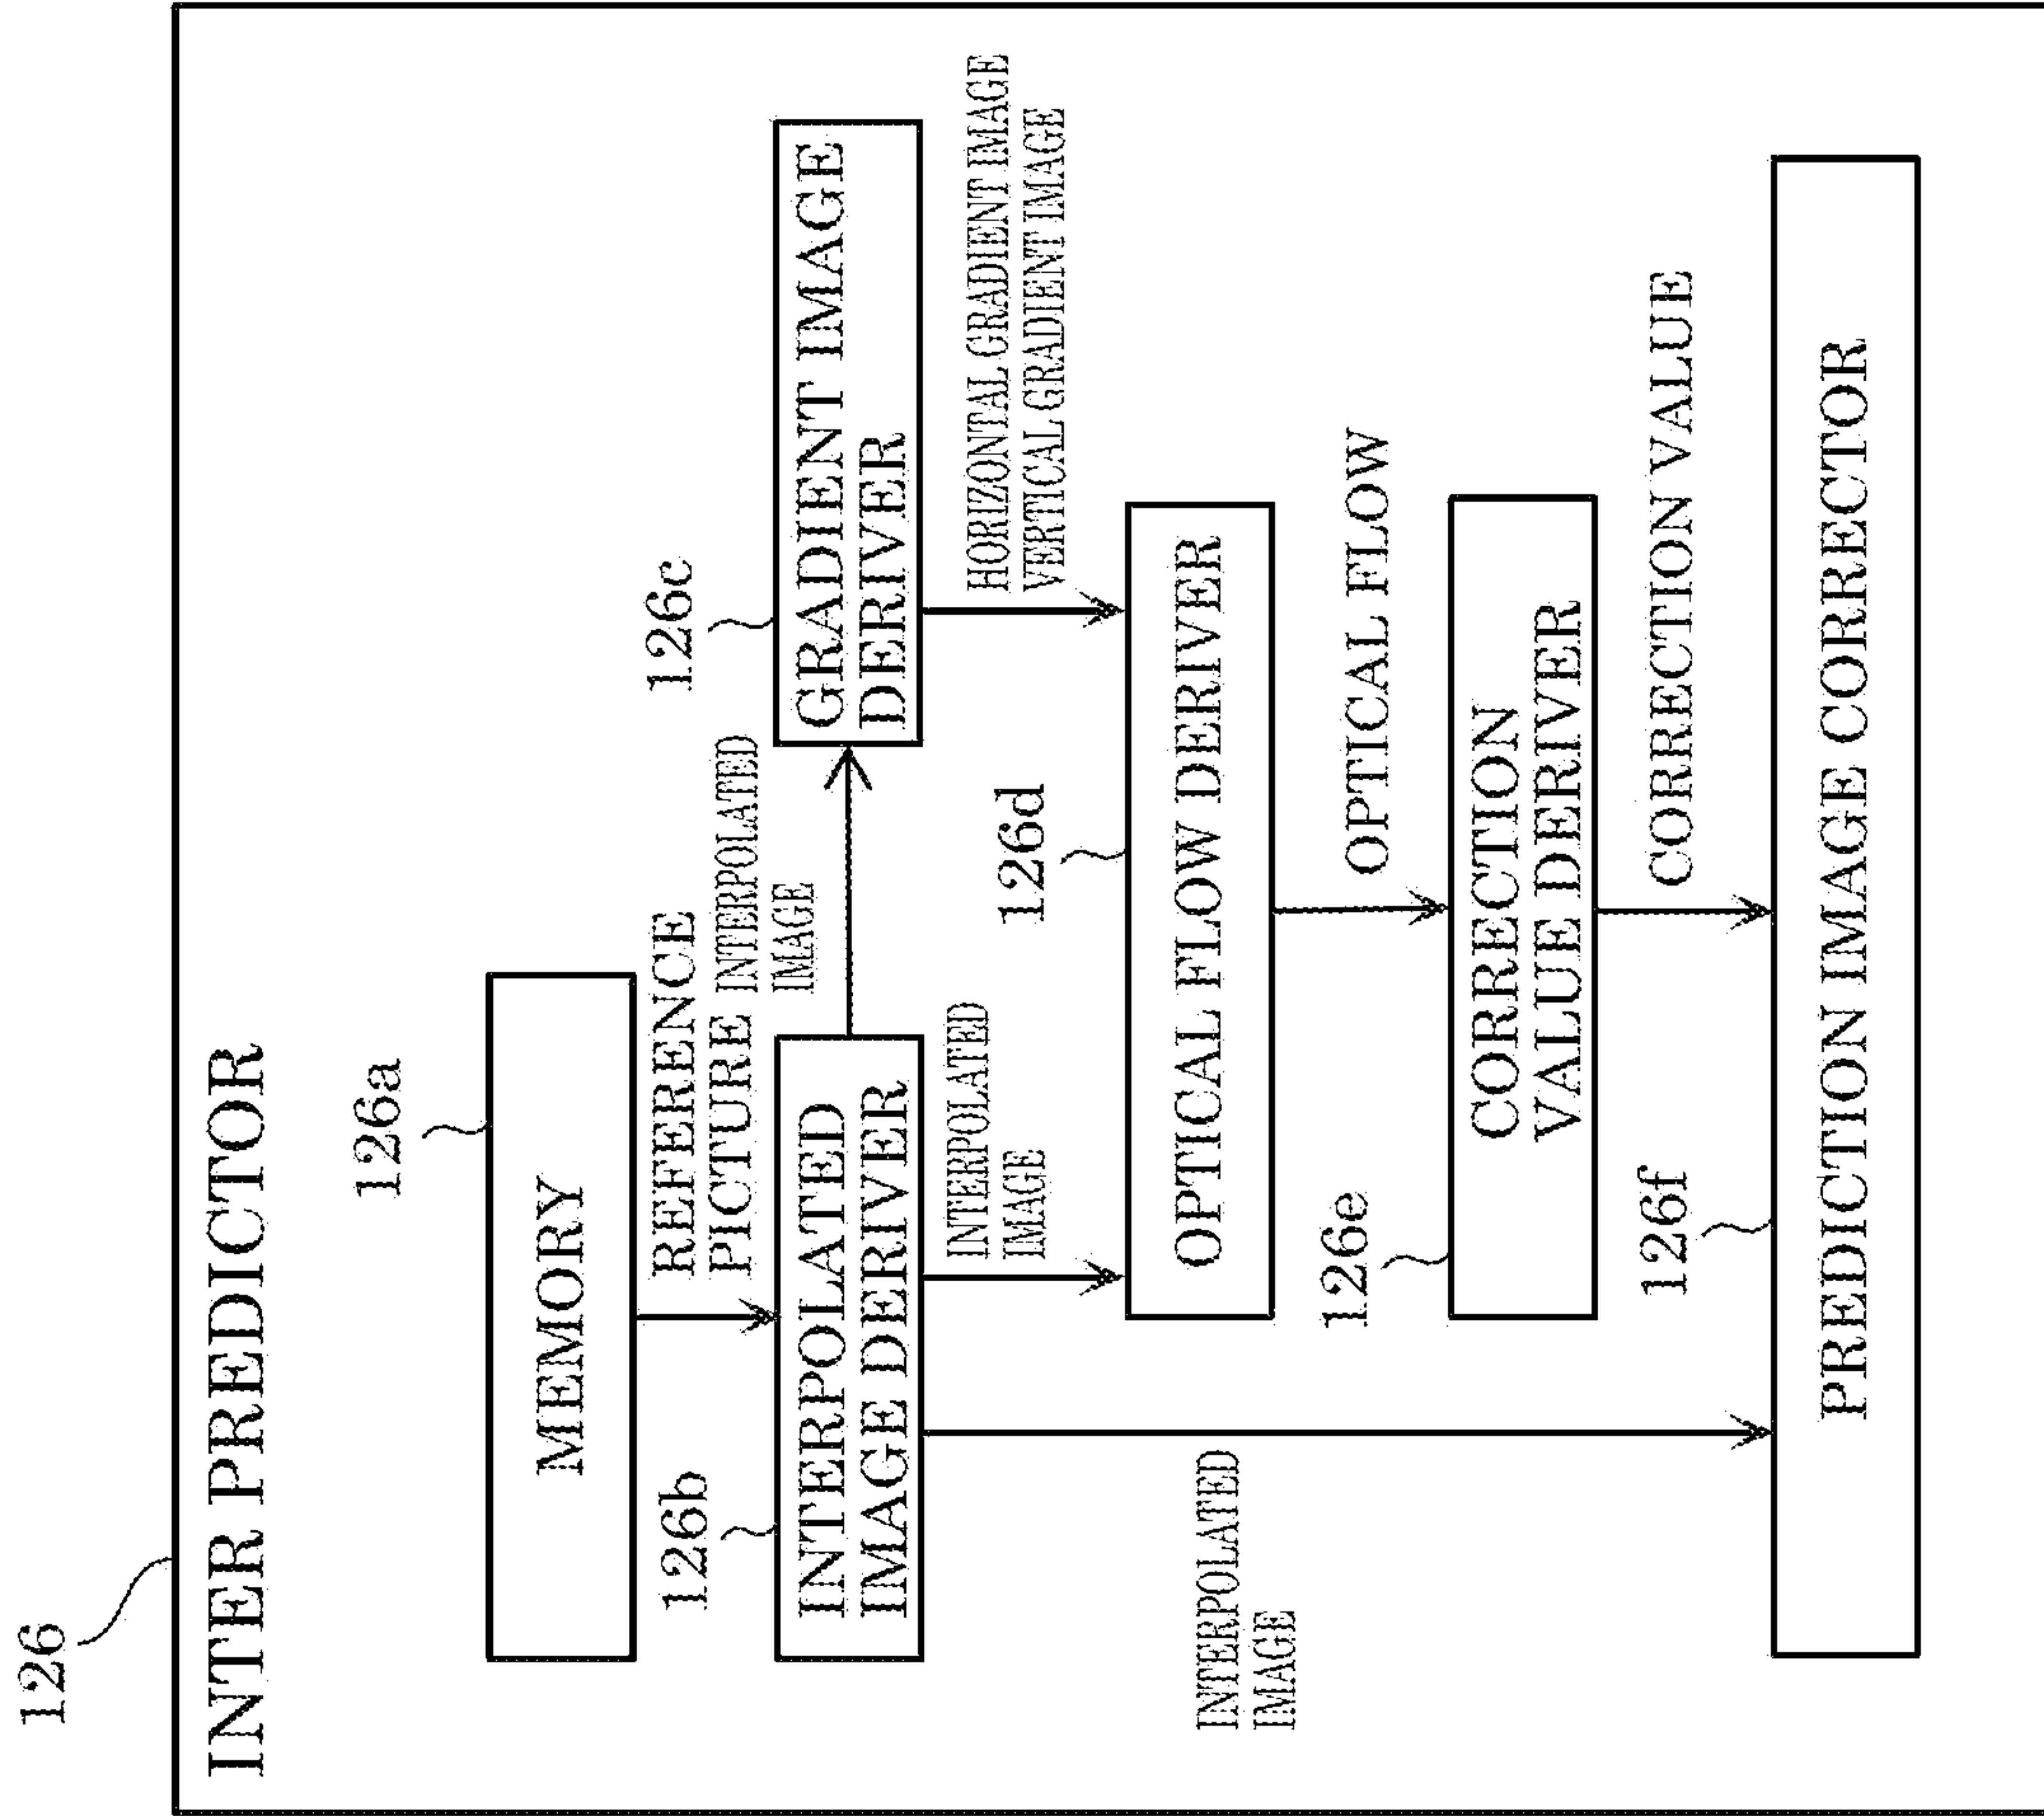 126
INTER PREDICTOR
126a
MEMORY
REFERENCE
PICTURE
126b
INTERPOLATED
IMAGE DERIVER
INTERPOLATED
IMAGE
126c
GRADIENT IMAGE
DERIVER
INTERPOLATED
IMAGE
HORIZONTAL GRADIENT IMAGE
VERTICAL GRADIENT IMAGE
126d
OPTICAL FLOW DERIVER
INTERPOLATED
IMAGE
OPTICAL FLOW
126e
CORRECTION
VALUE DERIVER
CORRECTION VALUE
126f
PREDICTION IMAGE CORRECTOR